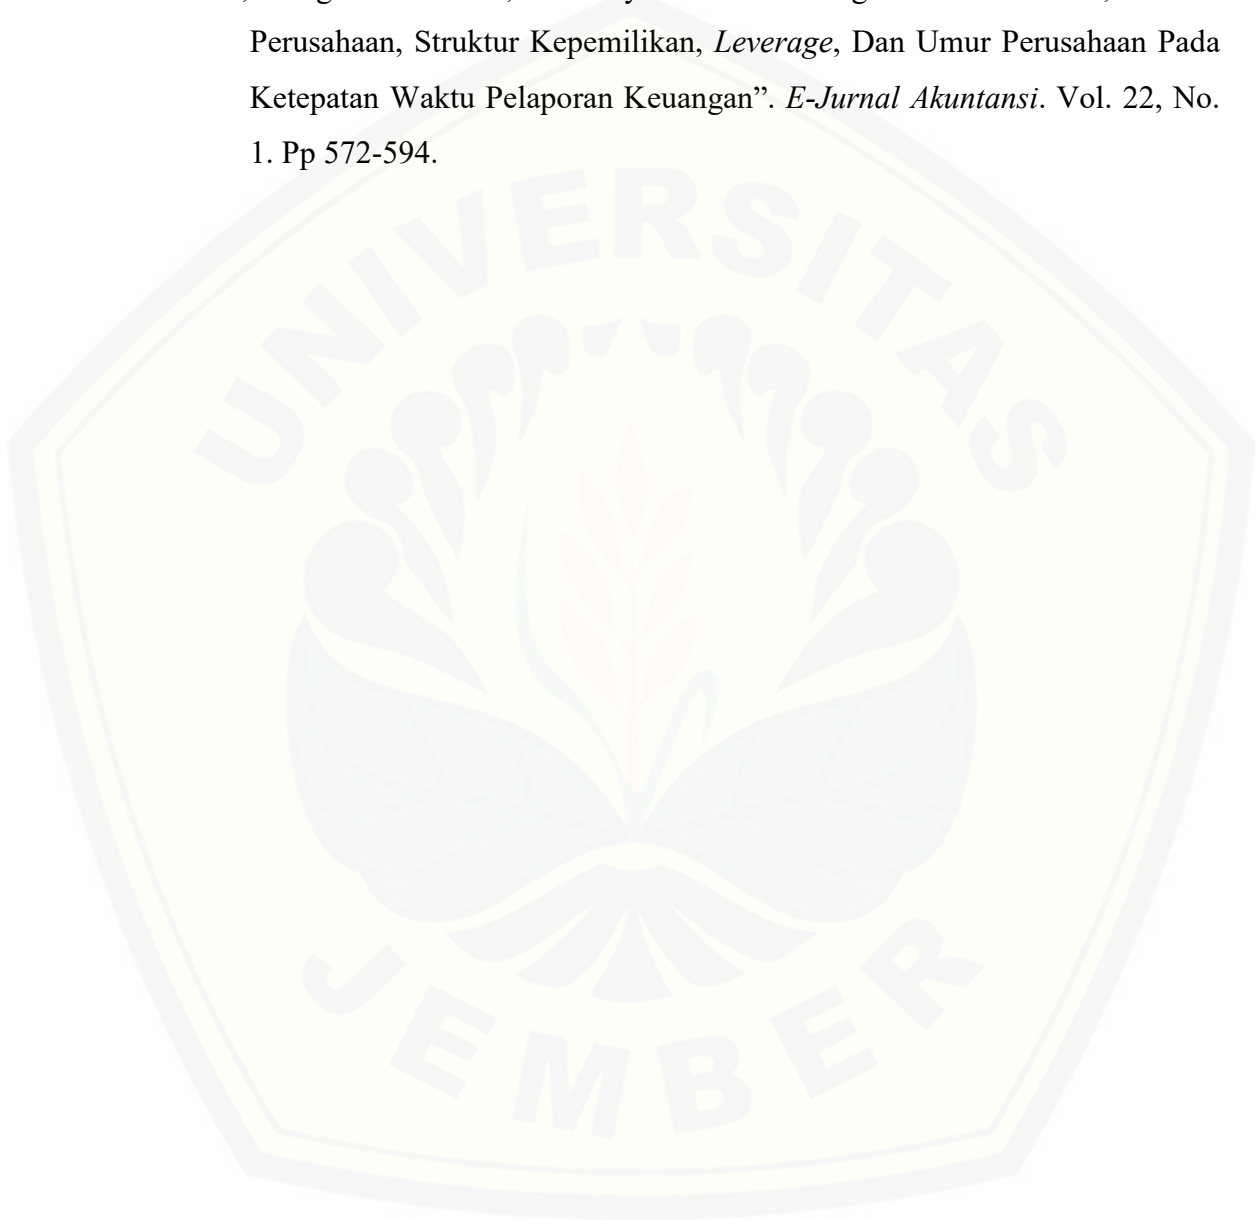 Perusahaan, Struktur Kepemilikan, Leverage, Dan Umur Perusahaan Pada
Ketepatan Waktu Pelaporan Keuangan”. E-Jurnal Akuntansi. Vol. 22, No.
1. Pp 572-594.
UNIVERSITAS
JEMBER